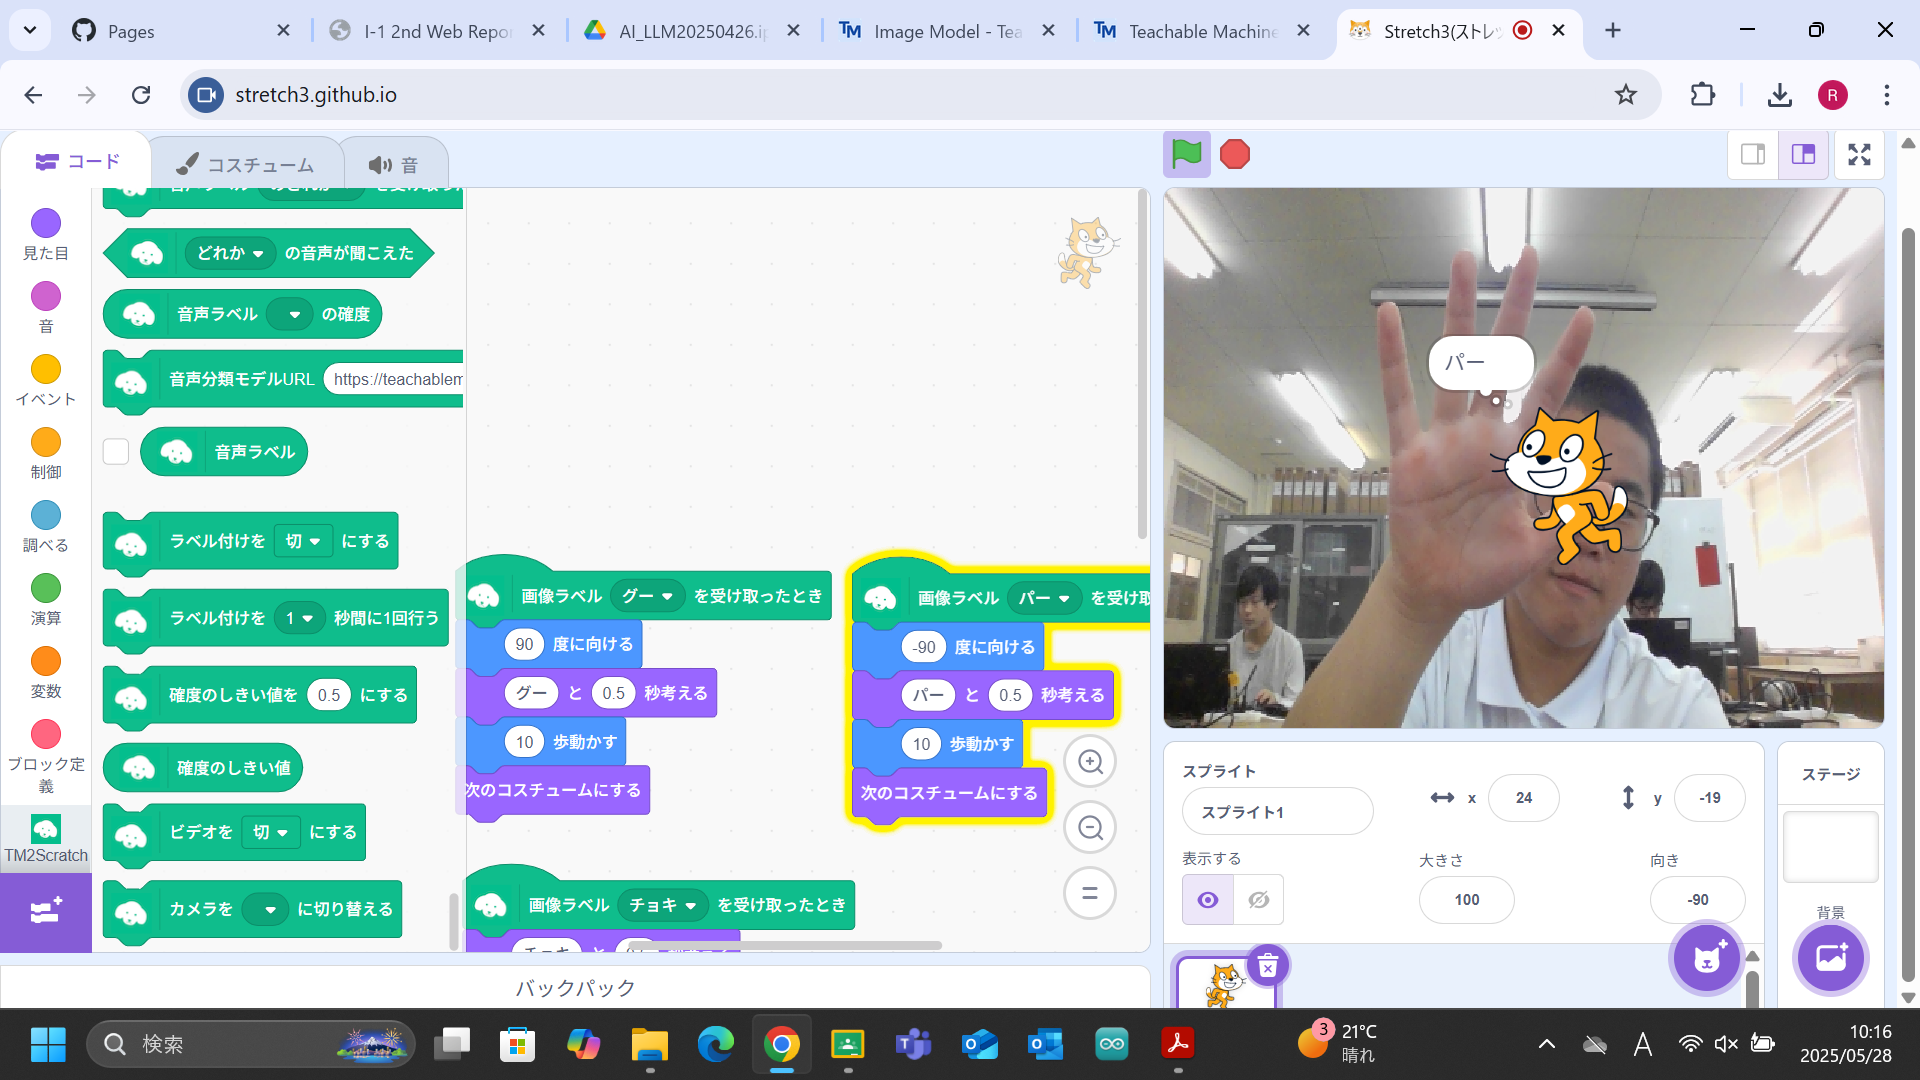 Pages
I-1 2nd Web Repo
AI_LLM20250426.i
Image Model - Tea
Teachable Machine
Stretch3(ストレッ
stretch3.github.io
R
コード
コスチューム
音
見た目
音
イベント
制御
調べる
演算
変数
ブロック定
義
TM2Scratch
どれか の音声が聞こえた
音声ラベル の確度
音声分類モデルURL https://teachablem
音声ラベル
ラベル付けを 切 にする
ラベル付けを 1 秒間に1回行う
確度のしきい値を 0.5 にする
確度のしきい値
ビデオを 切 にする
カメラを に切り替える
画像ラベル グー を受け取ったとき
90 度に向ける
グー と 0.5 秒考える
10 歩動かす
次のコスチュームにする
画像ラベル パー を受け取
-90 度に向ける
パー と 0.5 秒考える
10 歩動かす
次のコスチュームにする
画像ラベル チョキ を受け取ったとき
チョキ と
バックパック
パー
スプライト
スプライト1
x 24
y -19
表示する
大きさ
100
向き
-90
ステージ
背景
検索
3
21°C
晴れ
A
10:16
2025/05/28